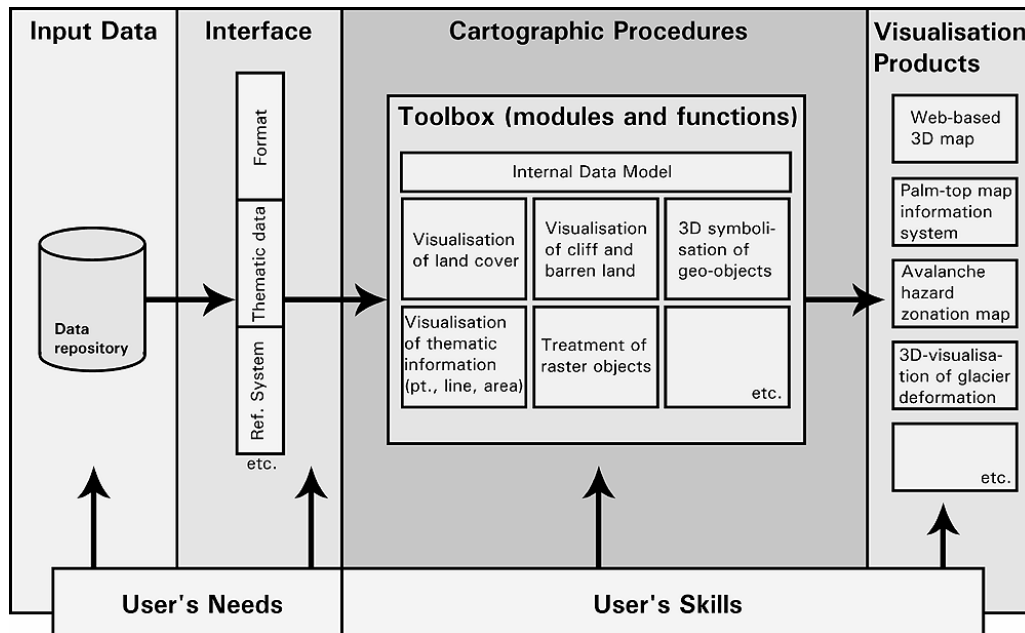 Input Data
Interface
Cartographic Procedures
Visualisation
Products
Data
repository
Format
Thematic data
Ref. System
etc.
Toolbox (modules and functions)
Internal Data Model
Visualisation
of land cover
Visualisation
of cliff and
barren land
3D symboli-
sation of
geo-objects
Visualisation
of thematic
information
(pt., line, area)
Treatment of
raster objects
etc.
Web-based
3D map
Palm-top map
information
system
Avalanche
hazard
zonation map
3D-visualisa-
tion of glacier
deformation
etc.
User's Needs
User's Skills